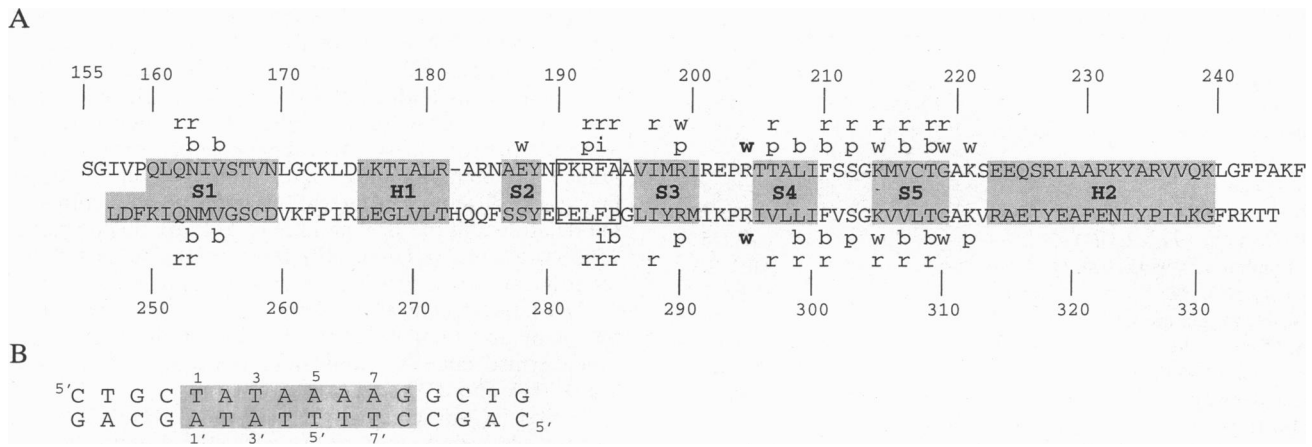 A
155 160 170 180 190 200 210 220 230 240
rr rrr r w r r r r r rr
b b w pi p w p b b p w b bw b
SGIVPQLQNIVSTVNLGCKLDLKTIALR-ARNAEYNPKRFAAVIMRIREPRTTALIFSSGKMVCTGAKSEEQSRLAARKYARVVQKLGFPAKF
S1 H1 S2 S3 S4 S5 H2
LDFKIQNMVGSCDVKFPIRLEGLVLTHQQFSSYEPELFPGLIYRMIKPRIVLLIFVSGKVVLTGAKVRAEIYEAFENIYPILKGFRKTT
b b ib p w b b p w b bw p
rr rrr r r r r r r r
250 260 270 280 290 300 310 320 330
B
1 3 5 7
5' C T G C T A T A A A A G G C T G
G A C G A T A T T T T C C G A C 5'
1' 3' 5' 7'